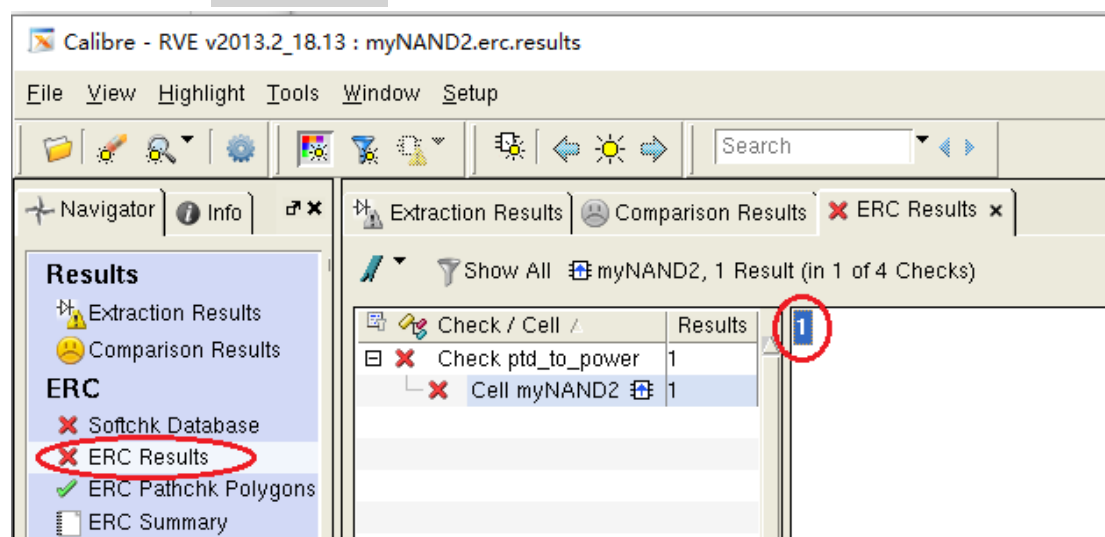 Calibre - RVE v2013.2_18.13 : myNAND2.erc.results
File View Highlight Tools Window Setup
Search
Navigator Info
Extraction Results Comparison Results ERC Results
Show All myNAND2, 1 Result (in 1 of 4 Checks)
Results
Extraction Results
Comparison Results
ERC
Softchk Database
ERC Results
ERC Pathchk Polygons
ERC Summary
Check / Cell Results
Check ptd_to_power 1
Cell myNAND2 1
1